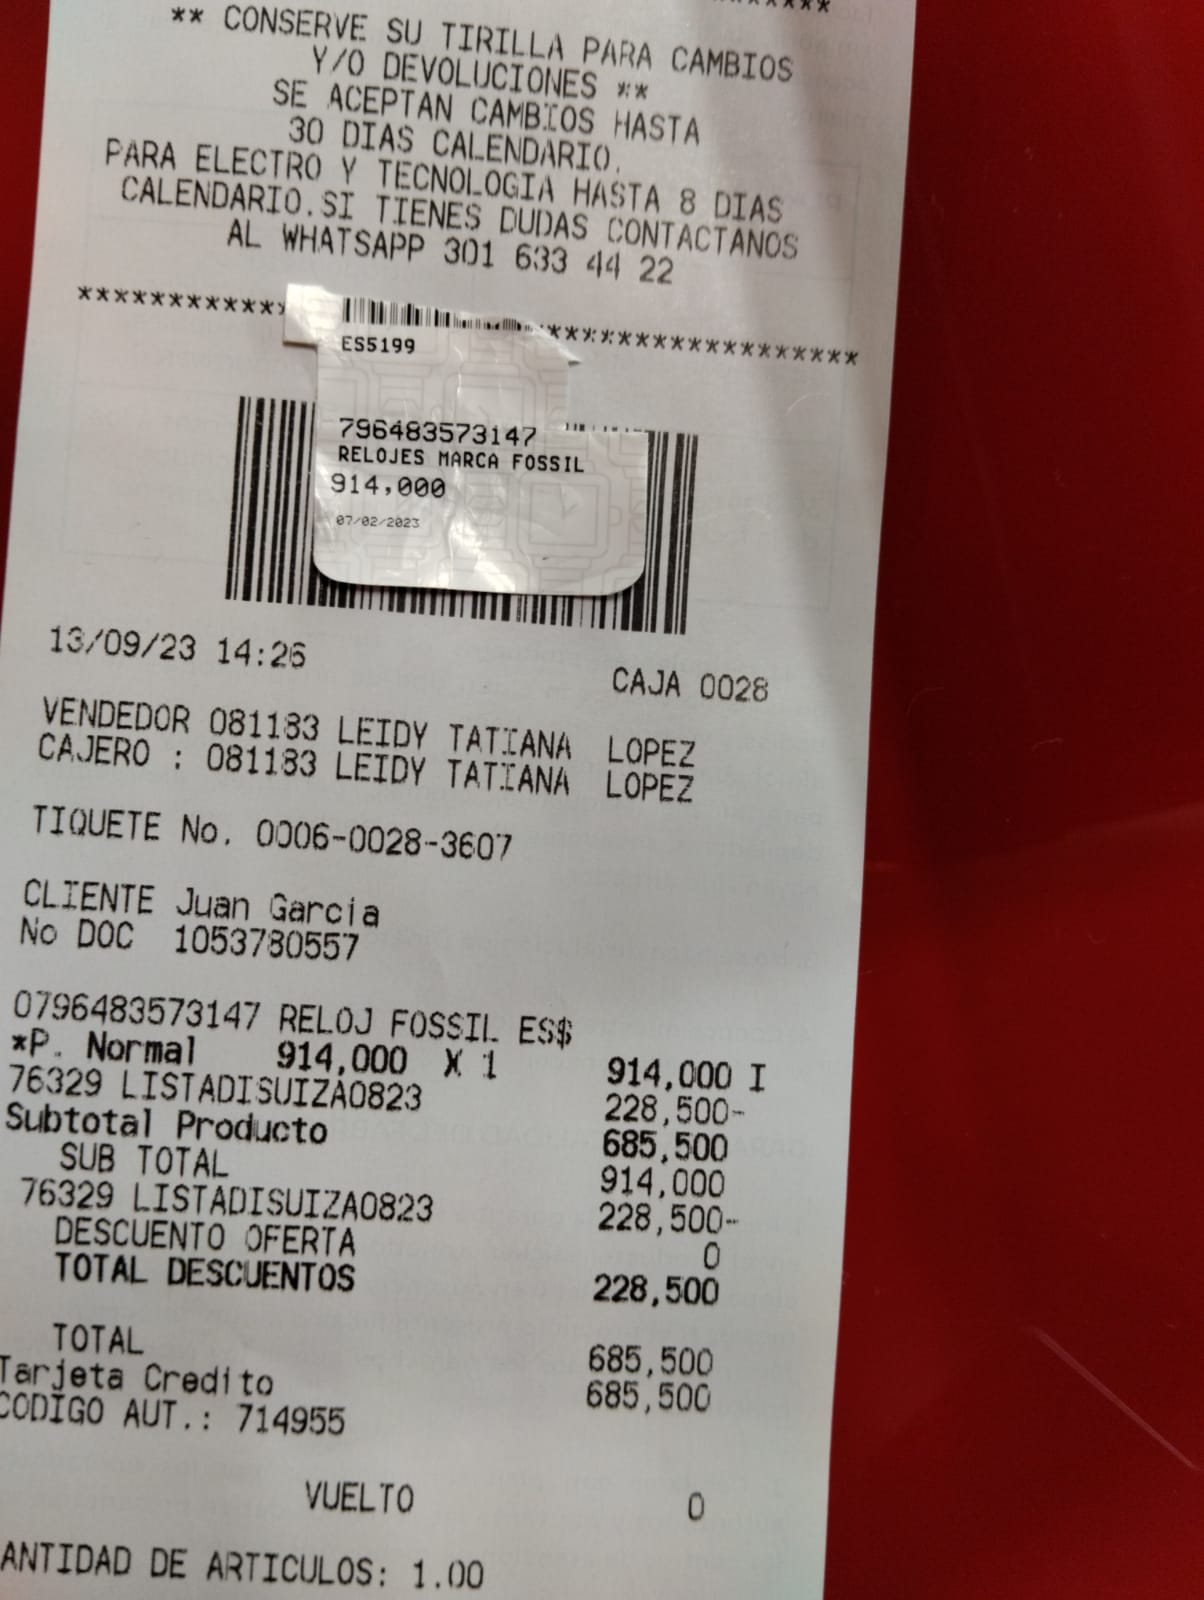 ** CONSERVE SU TIRILLA PARA CAMBIOS
Y/O DEVOLUCIONES **
SE ACEPTAN CAMBIOS HASTA
30 DIAS CALENDARIO.
PARA ELECTRO Y TECNOLOGIA HASTA 8 DIAS
CALENDARIO.SI TIENES DUDAS CONTACTANOS
AL WHATSAPP 301 633 44 22
ES5199
796483573147
RELOJES MARCA FOSSIL
914,000
07/02/2023
13/09/23 14:26 CAJA 0028
VENDEDOR 081183 LEIDY TATIANA LOPEZ
CAJERO : 081183 LEIDY TATIANA LOPEZ
TIQUETE No. 0006-0028-3607
CLIENTE Juan Garcia
No DOC 1053780557
0796483573147 RELOJ FOSSIL ES$
*P. Normal 914,000 X 1 914,000 I
76329 LISTADISUIZA0823 228,500-
Subtotal Producto 685,500
SUB TOTAL 914,000
76329 LISTADISUIZA0823 228,500-
DESCUENTO OFERTA 0
TOTAL DESCUENTOS 228,500
TOTAL 685,500
Tarjeta Credito 685,500
CODIGO AUT.: 714955
VUELTO 0
ANTIDAD DE ARTICULOS: 1.00